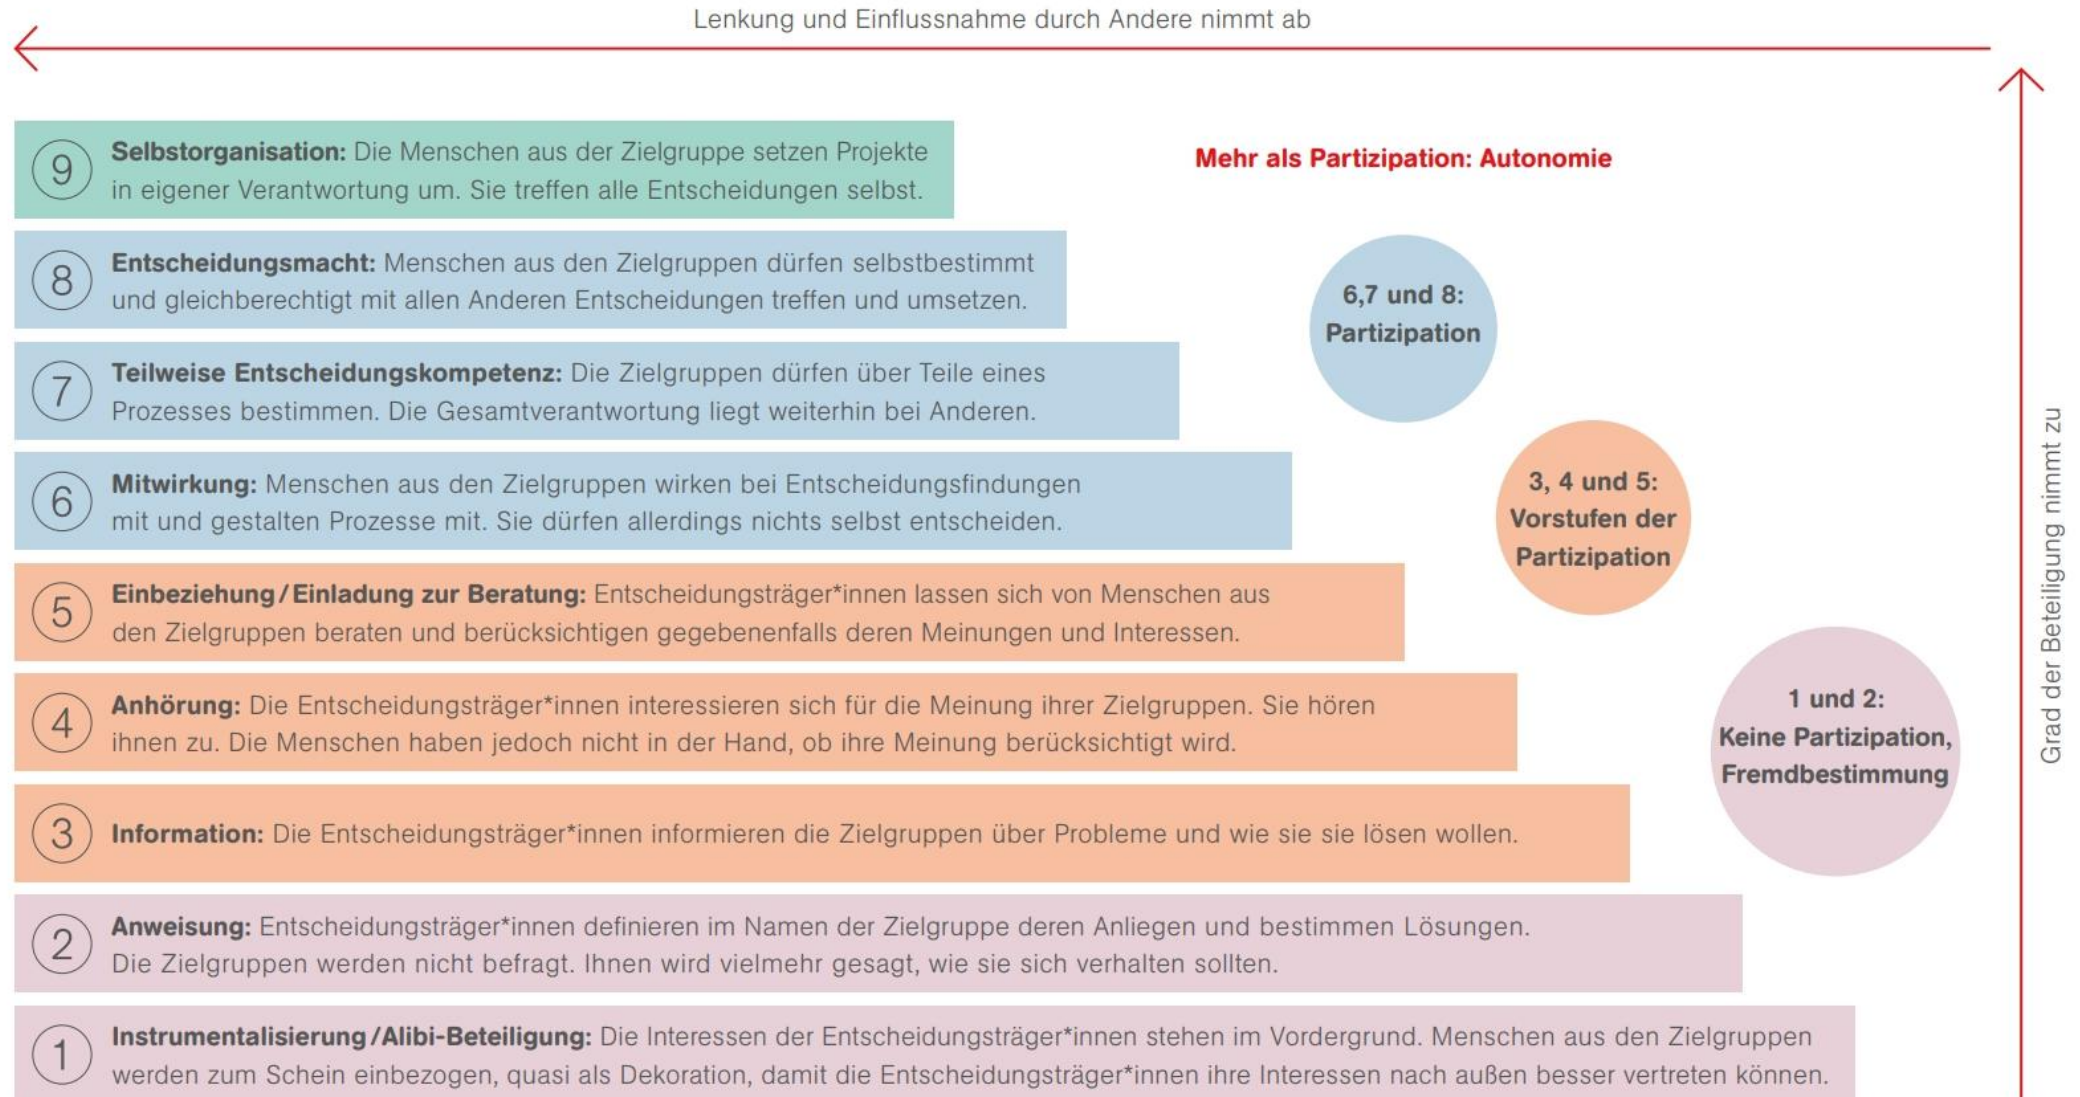 Lenkung und Einflussnahme durch Andere nimmt ab
9
Selbstorganisation: Die Menschen aus der Zielgruppe setzen Projekte
in eigener Verantwortung um. Sie treffen alle Entscheidungen selbst.
Mehr als Partizipation: Autonomie
8
Entscheidungsmacht: Menschen aus den Zielgruppen dürfen selbstbestimmt
und gleichberechtigt mit allen Anderen Entscheidungen treffen und umsetzen.
6,7 und 8:
Partizipation
7
Teilweise Entscheidungskompetenz: Die Zielgruppen dürfen über Teile eines
Prozesses bestimmen. Die Gesamtverantwortung liegt weiterhin bei Anderen.
6
Mitwirkung: Menschen aus den Zielgruppen wirken bei Entscheidungsfindungen
mit und gestalten Prozesse mit. Sie dürfen allerdings nichts selbst entscheiden.
3, 4 und 5:
Vorstufen der
Partizipation
5
Einbeziehung/Einladung zur Beratung: Entscheidungsträger*innen lassen sich von Menschen aus
den Zielgruppen beraten und berücksichtigen gegebenenfalls deren Meinungen und Interessen.
4
Anhörung: Die Entscheidungsträger*innen interessieren sich für die Meinung ihrer Zielgruppen. Sie hören
ihnen zu. Die Menschen haben jedoch nicht in der Hand, ob ihre Meinung berücksichtigt wird.
1 und 2:
Keine Partizipation,
Fremdbestimmung
3
Information: Die Entscheidungsträger*innen informieren die Zielgruppen über Probleme und wie sie sie lösen wollen.
2
Anweisung: Entscheidungsträger*innen definieren im Namen der Zielgruppe deren Anliegen und bestimmen Lösungen.
Die Zielgruppen werden nicht befragt. Ihnen wird vielmehr gesagt, wie sie sich verhalten sollten.
1
Instrumentalisierung/Alibi-Beteiligung: Die Interessen der Entscheidungsträger*innen stehen im Vordergrund. Menschen aus den Zielgruppen
werden zum Schein einbezogen, quasi als Dekoration, damit die Entscheidungsträger*innen ihre Interessen nach außen besser vertreten können.
Grad der Beteiligung nimmt zu